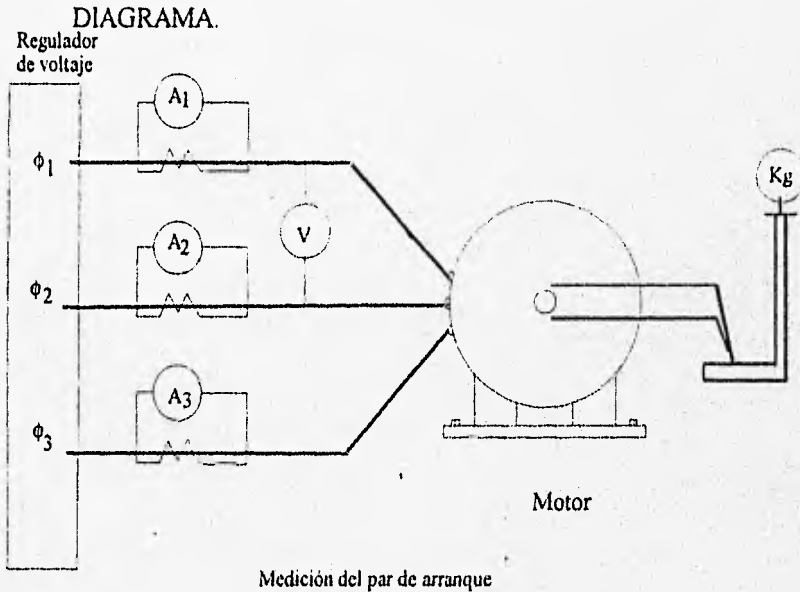 DIAGRAMA.
Regulador
de voltaje
A1
ϕ1
Kg
A2
V
ϕ2
A3
ϕ3
Motor
Medición del par de arranque